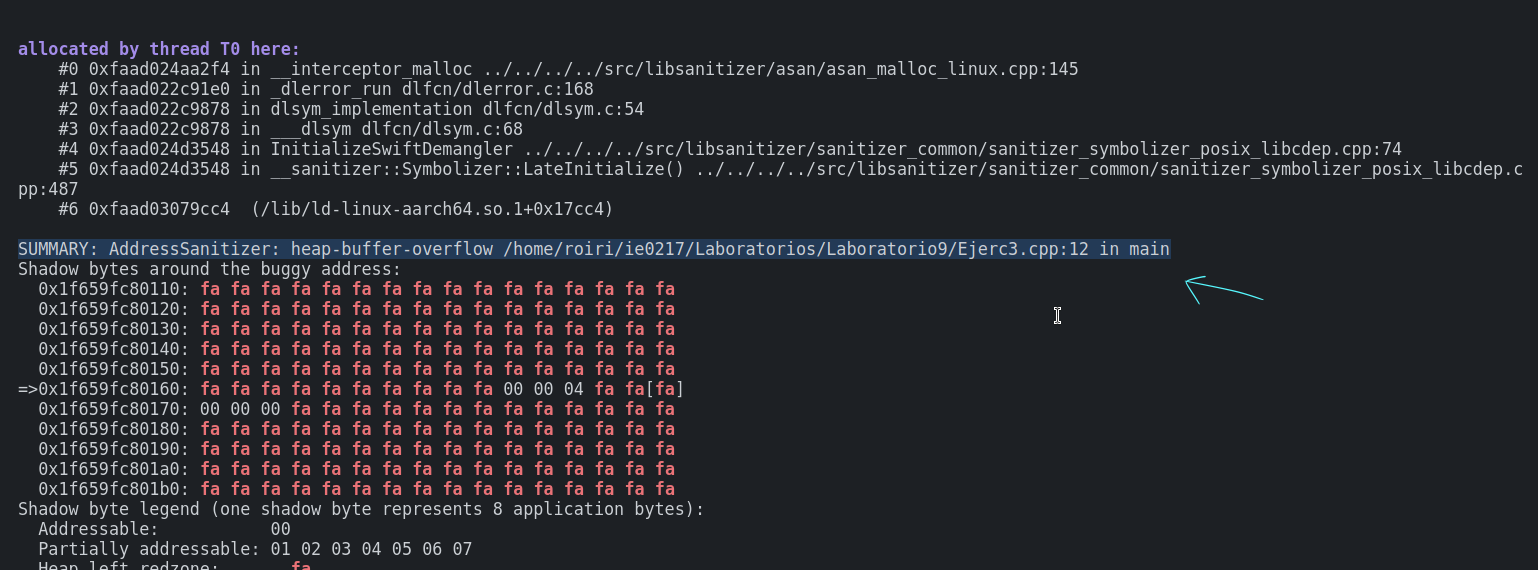 allocated by thread T0 here:
    #0 0xfaad024aa2f4 in __interceptor_malloc ../../../../src/libsanitizer/asan/asan_malloc_linux.cpp:145
    #1 0xfaad022c91e0 in _dlerror_run dlfcn/dlerror.c:168
    #2 0xfaad022c9878 in dlsym_implementation dlfcn/dlsym.c:54
    #3 0xfaad022c9878 in ___dlsym dlfcn/dlsym.c:68
    #4 0xfaad024d3548 in InitializeSwiftDemangler ../../../../src/libsanitizer/sanitizer_common/sanitizer_symbolizer_posix_libcdep.cpp:74
    #5 0xfaad024d3548 in __sanitizer::Symbolizer::LateInitialize() ../../../../src/libsanitizer/sanitizer_common/sanitizer_symbolizer_posix_libcdep.c
pp:487
    #6 0xfaad03079cc4  (/lib/ld-linux-aarch64.so.1+0x17cc4)
SUMMARY: AddressSanitizer: heap-buffer-overflow /home/roiri/ie0217/Laboratorios/Laboratorio9/Ejerc3.cpp:12 in main
Shadow bytes around the buggy address:
  0x1f659fc80110: fa fa fa fa fa fa fa fa fa fa fa fa fa fa fa fa
  0x1f659fc80120: fa fa fa fa fa fa fa fa fa fa fa fa fa fa fa fa
  0x1f659fc80130: fa fa fa fa fa fa fa fa fa fa fa fa fa fa fa fa
  0x1f659fc80140: fa fa fa fa fa fa fa fa fa fa fa fa fa fa fa fa
  0x1f659fc80150: fa fa fa fa fa fa fa fa fa fa fa fa fa fa fa fa
=>0x1f659fc80160: fa fa fa fa fa fa fa fa fa fa 00 00 04 fa fa[fa]
  0x1f659fc80170: 00 00 00 fa fa fa fa fa fa fa fa fa fa fa fa fa
  0x1f659fc80180: fa fa fa fa fa fa fa fa fa fa fa fa fa fa fa fa
  0x1f659fc80190: fa fa fa fa fa fa fa fa fa fa fa fa fa fa fa fa
  0x1f659fc801a0: fa fa fa fa fa fa fa fa fa fa fa fa fa fa fa fa
  0x1f659fc801b0: fa fa fa fa fa fa fa fa fa fa fa fa fa fa fa fa
Shadow byte legend (one shadow byte represents 8 application bytes):
  Addressable:           00
  Partially addressable: 01 02 03 04 05 06 07
  Heap left redzone:       fa